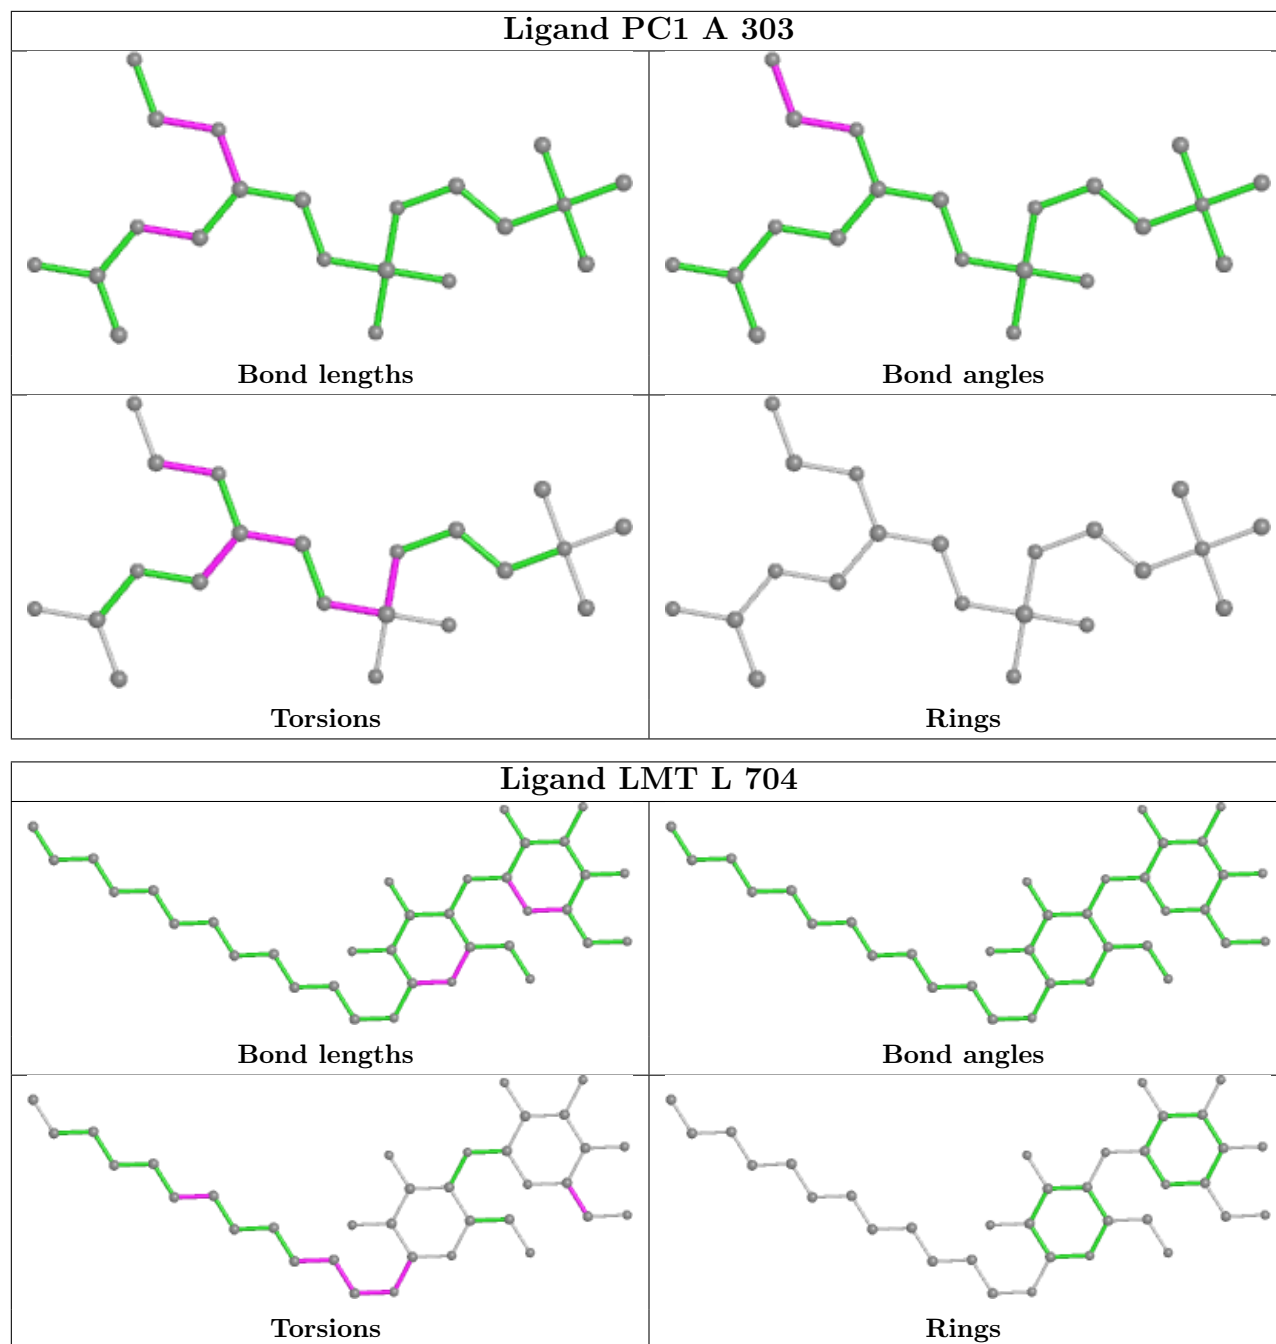 Ligand PC1 A 303
Bond lengths
Bond angles
Torsions
Rings
Ligand LMT L 704
Bond lengths
Bond angles
Torsions
Rings